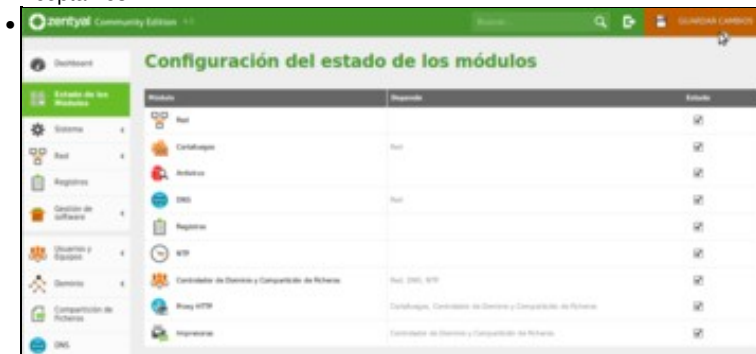 zentyal Community Edition
Buscar...
GUARDAR CAMBIOS
Dashboard
Configuración del estado de los módulos
Estado de los
Módulos
Módulo Depende Estado
Sistema
Red
Registros
Gestión de
software
Usuarios y
Equipos
Dominio
Compartición de
Ficheros
DNS
Red
Cortafuegos Red
Antivirus
DNS Red
Registros
NTP
Controlador de Dominio y Compartición de Ficheros Red, DNS, NTP
Proxy HTTP Cortafuegos, Controlador de Dominio y Compartición de Ficheros
Impresoras Controlador de Dominio y Compartición de Ficheros